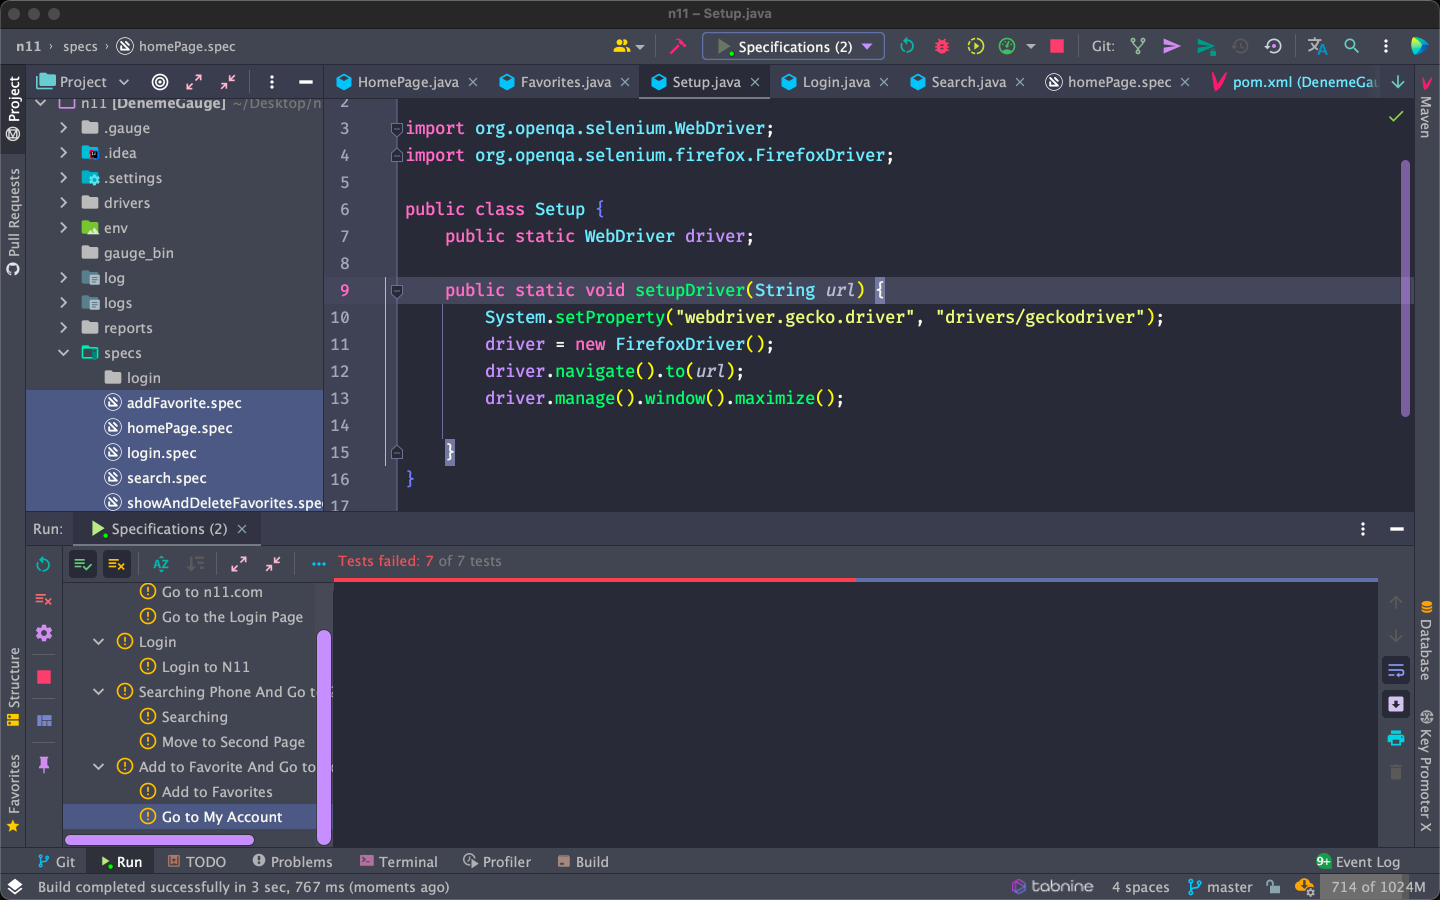 n11 – Setup.java
n11 › specs › homePage.spec
Specifications (2)
Git:
Project
HomePage.java
Favorites.java
Setup.java
Login.java
Search.java
homePage.spec
pom.xml (DenemeGau
Project
Pull Requests
Structure
Favorites
Maven
Database
Key Promoter X
n11 [DenemeGauge] ~/Desktop/n
.gauge
.idea
.settings
drivers
env
gauge_bin
log
logs
reports
specs
login
addFavorite.spec
homePage.spec
login.spec
search.spec
showAndDeleteFavorites.spe
2
3 import org.openqa.selenium.WebDriver;
4 import org.openqa.selenium.firefox.FirefoxDriver;
5
6 public class Setup {
7 public static WebDriver driver;
8
9 public static void setupDriver(String url) {
10 System.setProperty("webdriver.gecko.driver", "drivers/geckodriver");
11 driver = new FirefoxDriver();
12 driver.navigate().to(url);
13 driver.manage().window().maximize();
14
15 }
16 }
17
Run: Specifications (2)
Tests failed: 7 of 7 tests
Go to n11.com
Go to the Login Page
Login
Login to N11
Searching Phone And Go t
Searching
Move to Second Page
Add to Favorite And Go to
Add to Favorites
Go to My Account
Git
Run
TODO
Problems
Terminal
Profiler
Build
9+ Event Log
Build completed successfully in 3 sec, 767 ms (moments ago)
tabnine
4 spaces
master
714 of 1024M